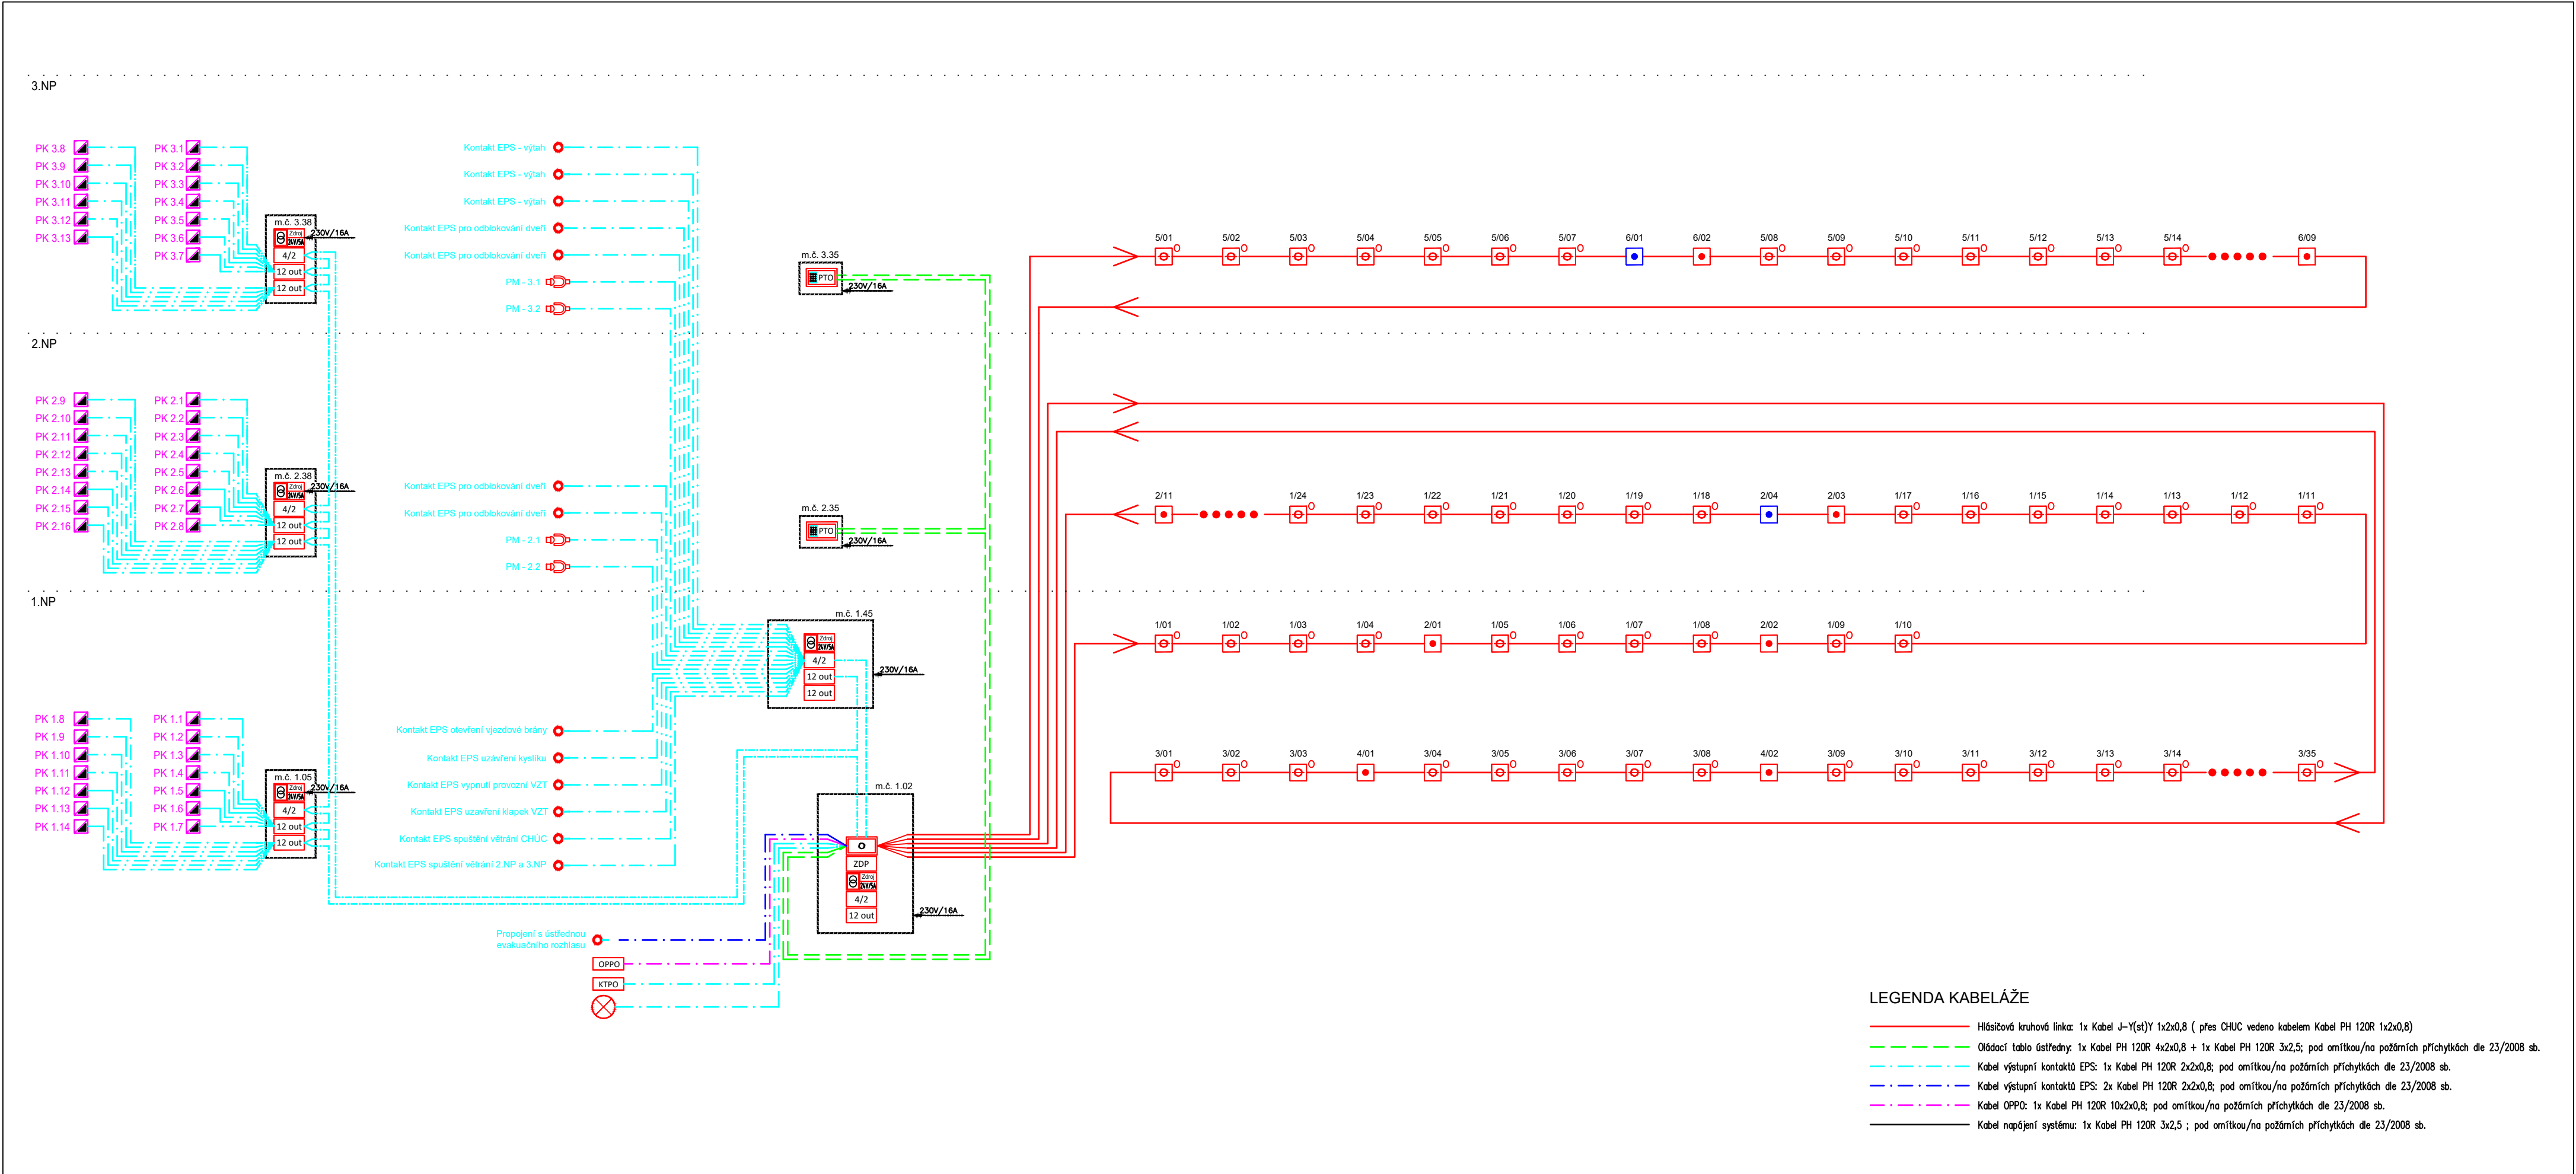 3.NP
PK 3.8
PK 3.9
PK 3.10
PK 3.11
PK 3.12
PK 3.13
PK 3.1
PK 3.2
PK 3.3
PK 3.4
PK 3.5
PK 3.6
PK 3.7
m.č. 3.38
Zdroj
24V/5A
4/2
12 out
12 out
230V/16A
Kontakt EPS - výtah
Kontakt EPS - výtah
Kontakt EPS - výtah
Kontakt EPS pro odblokování dveří
Kontakt EPS pro odblokování dveří
PM - 3.1
PM - 3.2
m.č. 3.35
PTO
230V/16A
5/01 5/02 5/03 5/04 5/05 5/06 5/07 6/01 6/02 5/08 5/09 5/10 5/11 5/12 5/13 5/14 6/09
2.NP
PK 2.9
PK 2.10
PK 2.11
PK 2.12
PK 2.13
PK 2.14
PK 2.15
PK 2.16
PK 2.1
PK 2.2
PK 2.3
PK 2.4
PK 2.5
PK 2.6
PK 2.7
PK 2.8
m.č. 2.38
Zdroj
24V/5A
4/2
12 out
12 out
230V/16A
Kontakt EPS pro odblokování dveří
Kontakt EPS pro odblokování dveří
PM - 2.1
PM - 2.2
m.č. 2.35
PTO
230V/16A
2/11 1/24 1/23 1/22 1/21 1/20 1/19 1/18 2/04 2/03 1/17 1/16 1/15 1/14 1/13 1/12 1/11
1.NP
m.č. 1.45
Zdroj
24V/5A
4/2
12 out
12 out
230V/16A
1/01 1/02 1/03 1/04 2/01 1/05 1/06 1/07 1/08 2/02 1/09 1/10
PK 1.8
PK 1.9
PK 1.10
PK 1.11
PK 1.12
PK 1.13
PK 1.14
PK 1.1
PK 1.2
PK 1.3
PK 1.4
PK 1.5
PK 1.6
PK 1.7
m.č. 1.05
Zdroj
24V/5A
4/2
12 out
12 out
230V/16A
Kontakt EPS otevření vjezdové brány
Kontakt EPS uzávření kyslíku
Kontakt EPS vypnutí provozní VZT
Kontakt EPS uzavření klapek VZT
Kontakt EPS spuštění větrání CHÚC
Kontakt EPS spuštění větrání 2.NP a 3.NP
m.č. 1.02
ZDP
Zdroj
24V/5A
4/2
12 out
230V/16A
3/01 3/02 3/03 4/01 3/04 3/05 3/06 3/07 3/08 4/02 3/09 3/10 3/11 3/12 3/13 3/14 3/35
Propojení s ústřednou
evakuačního rozhlasu
OPPO
KTPO
LEGENDA KABELÁŽE
Hlásičová kruhová linka: 1x Kabel J-Y(st)Y 1x2x0,8 ( přes CHUC vedeno kabelem Kabel PH 120R 1x2x0,8)
Oládací tablo ústředny: 1x Kabel PH 120R 4x2x0,8 + 1x Kabel PH 120R 3x2,5; pod omítkou/na požárních příchytkách dle 23/2008 sb.
Kabel výstupní kontaktů EPS: 1x Kabel PH 120R 2x2x0,8; pod omítkou/na požárních příchytkách dle 23/2008 sb.
Kabel výstupní kontaktů EPS: 2x Kabel PH 120R 2x2x0,8; pod omítkou/na požárních příchytkách dle 23/2008 sb.
Kabel OPPO: 1x Kabel PH 120R 10x2x0,8; pod omítkou/na požárních příchytkách dle 23/2008 sb.
Kabel napájení systému: 1x Kabel PH 120R 3x2,5 ; pod omítkou/na požárních příchytkách dle 23/2008 sb.